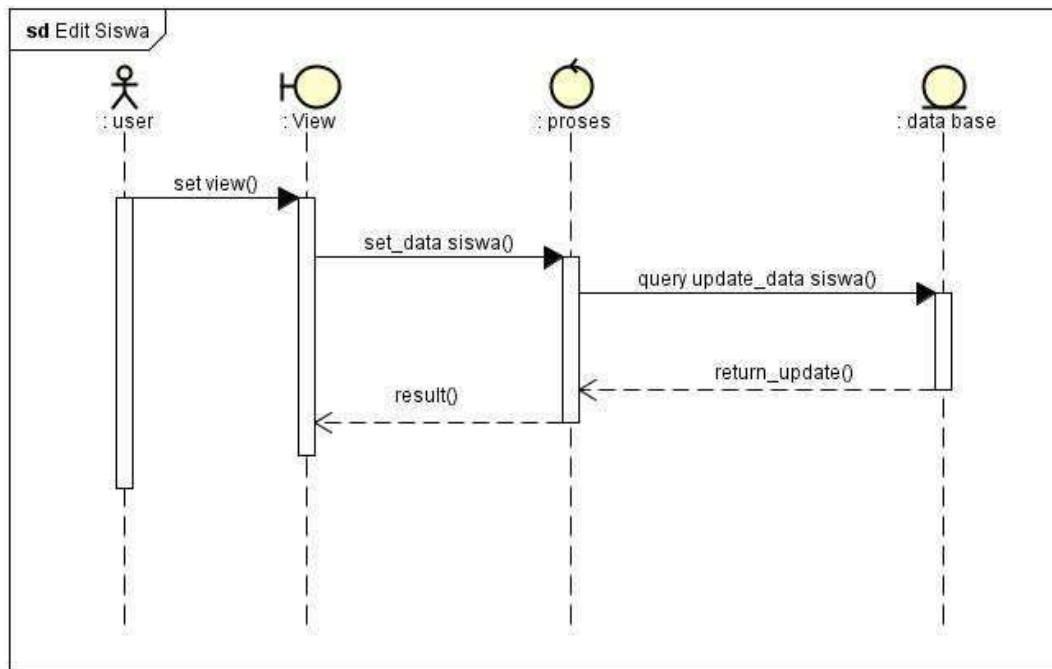 sd Edit Siswa
: user
: View
: proses
: data base
set view()
set_data siswa()
query update_data siswa()
return_update()
result()